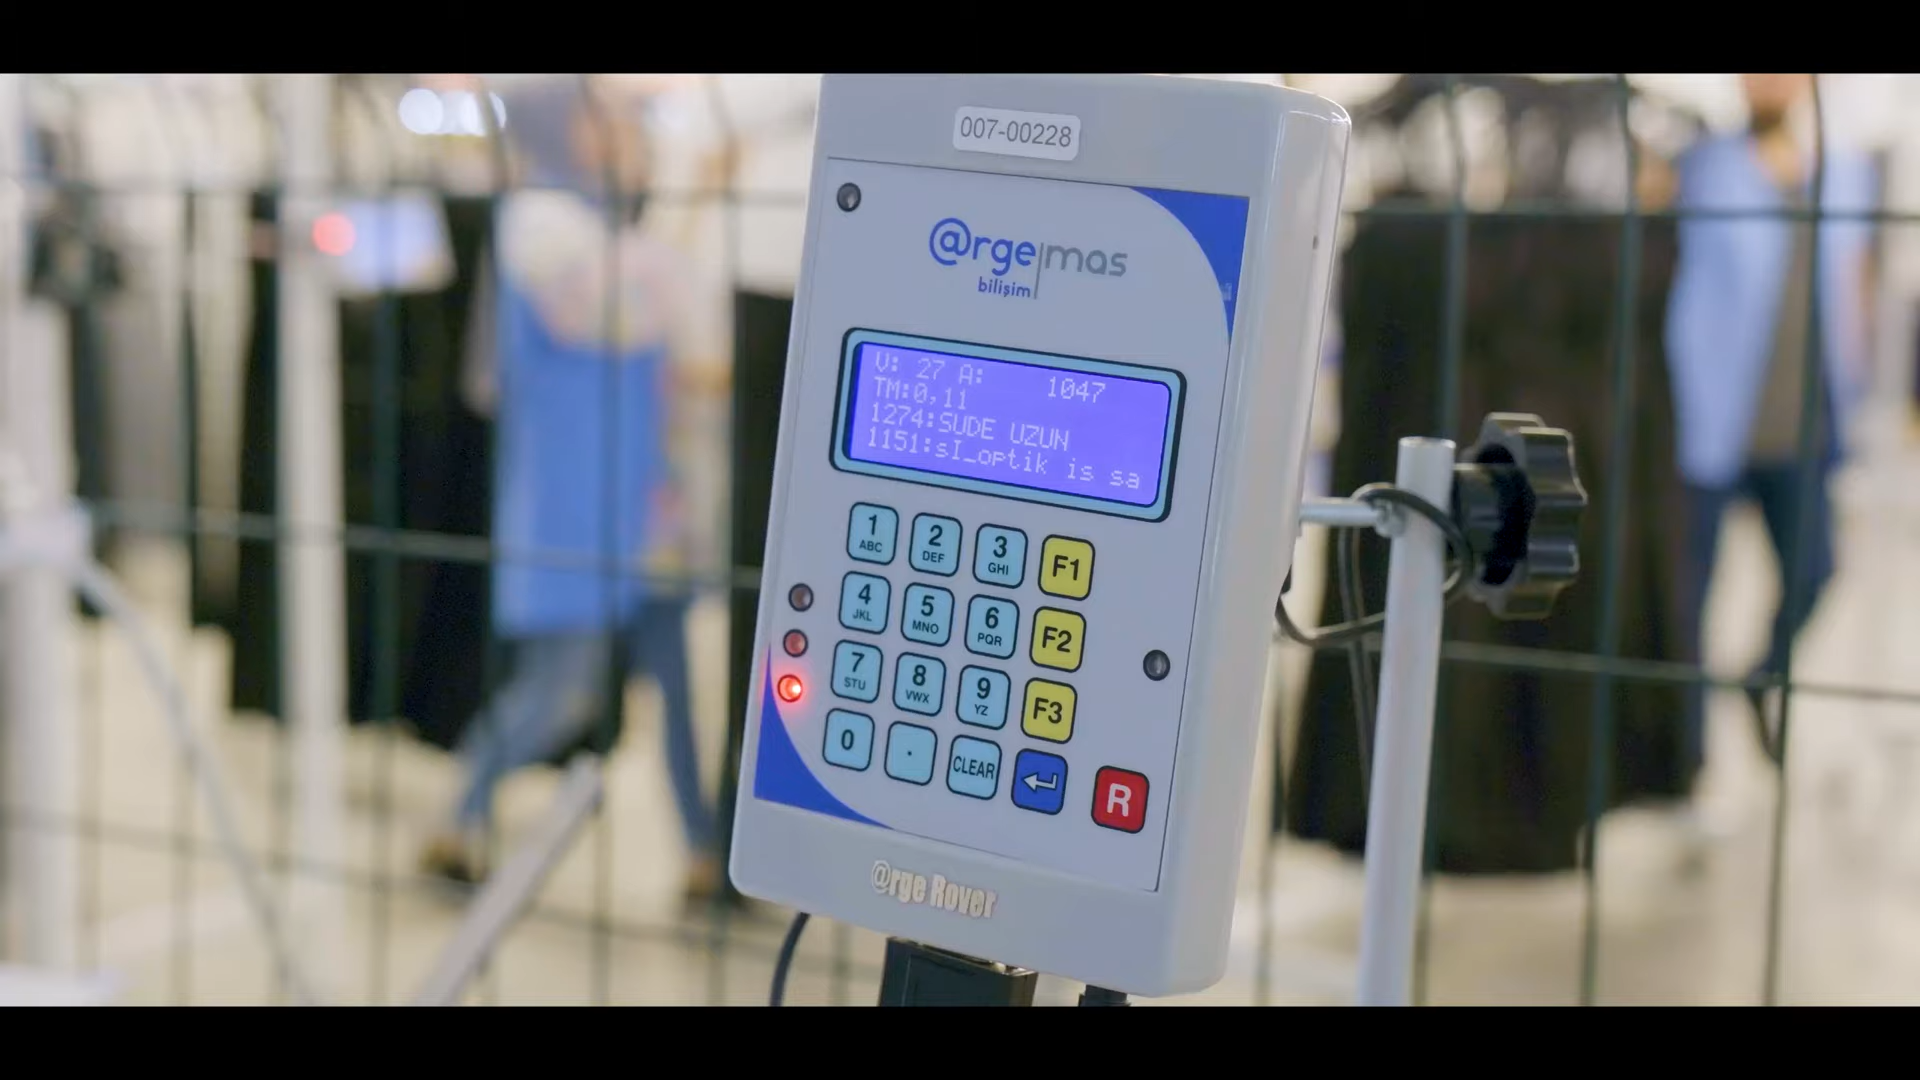 007-00228
@rge|mas
bilişim
V: 27 A: 1047
TM:0,11
1274:SUDE UZUN
1151:sI_optik is sa
1 2 3 F1
ABC DEF GHI
4 5 6 F2
JKL MNO PQR
7 8 9 F3
STU VWX YZ
0 . CLEAR R
@rge Rover